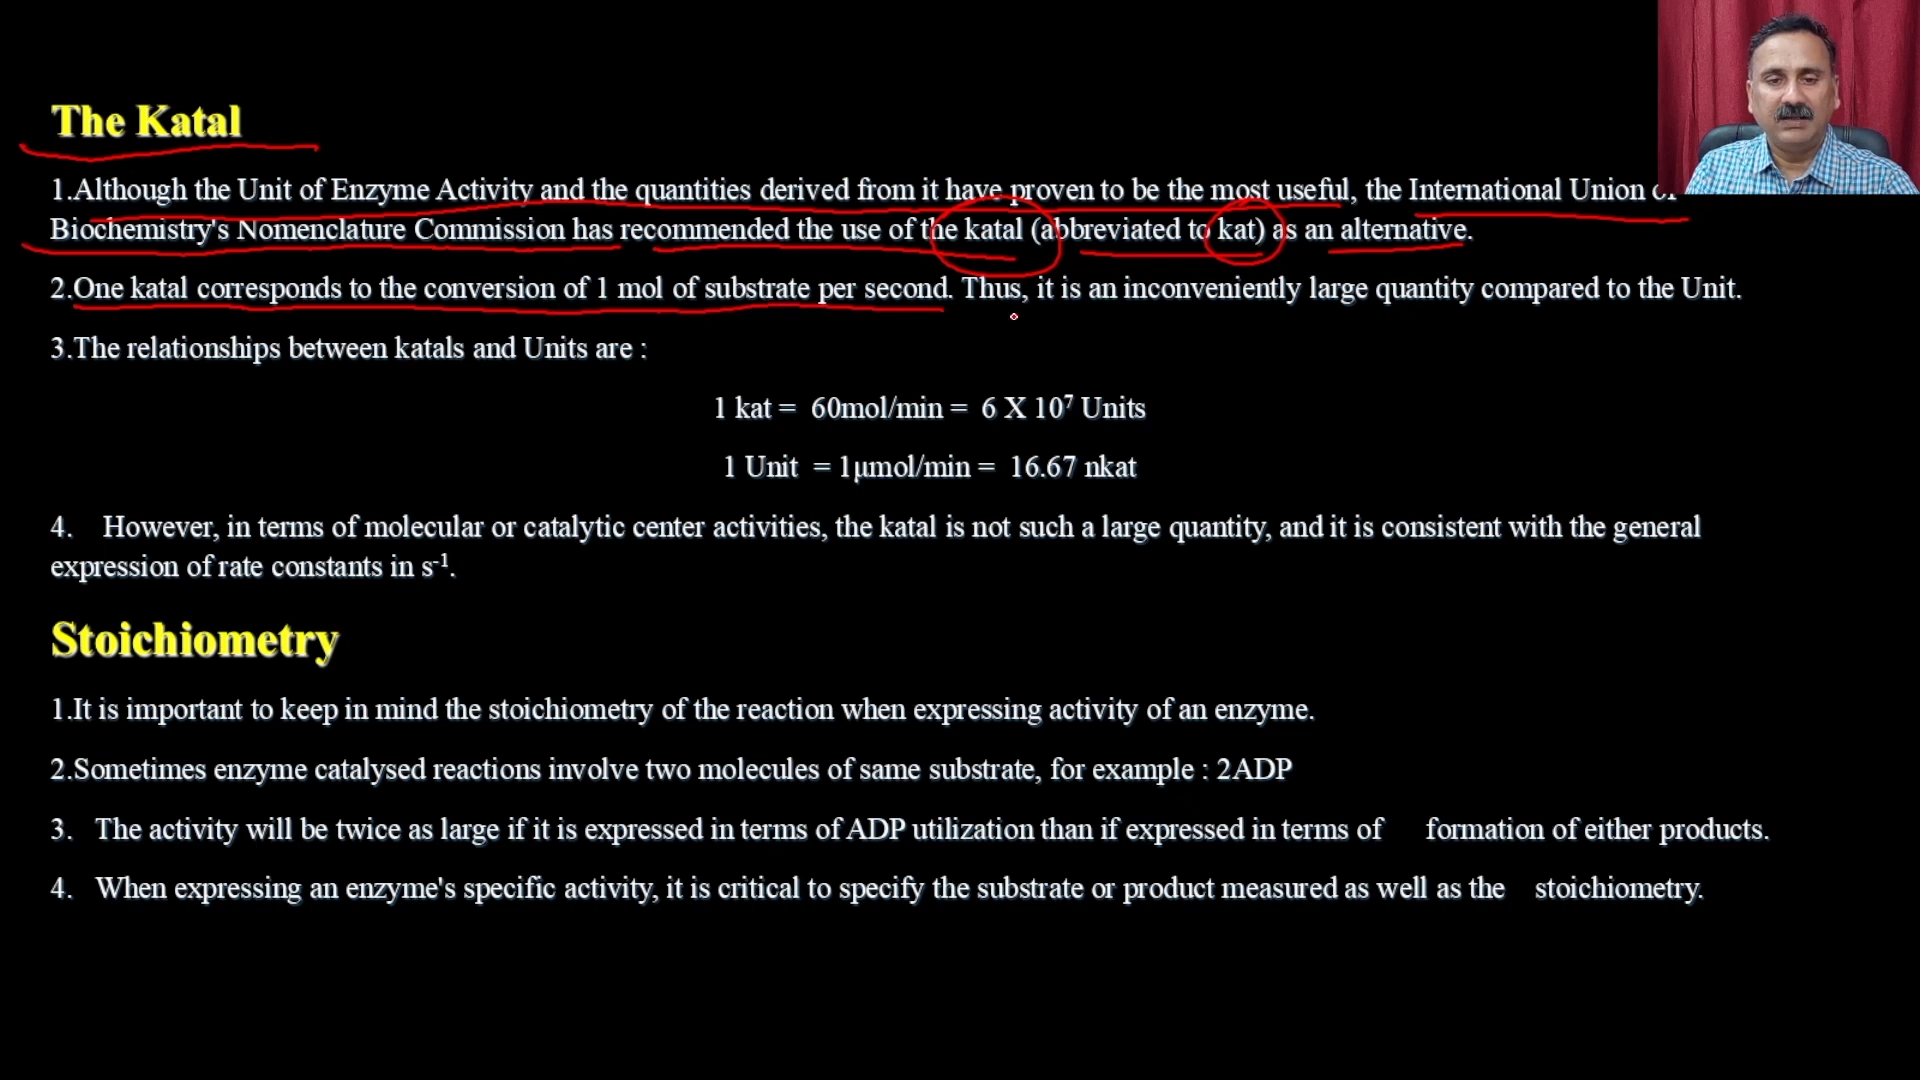 The Katal
1.Although the Unit of Enzyme Activity and the quantities derived from it have proven to be the most useful, the International Union of
Biochemistry's Nomenclature Commission has recommended the use of the katal (abbreviated to kat) as an alternative.
2.One katal corresponds to the conversion of 1 mol of substrate per second. Thus, it is an inconveniently large quantity compared to the Unit.
3.The relationships between katals and Units are :
1 kat = 60mol/min = 6 X 10⁷ Units
1 Unit = 1μmol/min = 16.67 nkat
4. However, in terms of molecular or catalytic center activities, the katal is not such a large quantity, and it is consistent with the general
expression of rate constants in s⁻¹.
Stoichiometry
1.It is important to keep in mind the stoichiometry of the reaction when expressing activity of an enzyme.
2.Sometimes enzyme catalysed reactions involve two molecules of same substrate, for example : 2ADP
3. The activity will be twice as large if it is expressed in terms of ADP utilization than if expressed in terms of formation of either products.
4. When expressing an enzyme's specific activity, it is critical to specify the substrate or product measured as well as the stoichiometry.